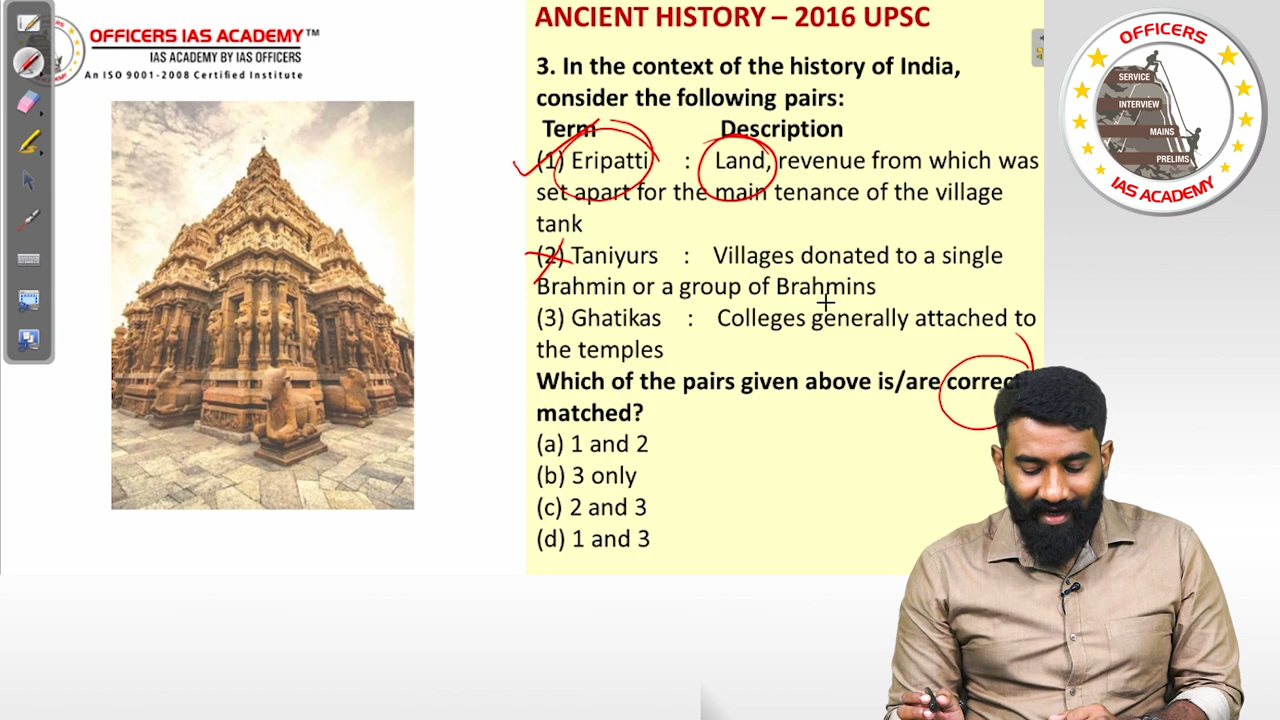 OFFICERS IAS ACADEMY™
IAS ACADEMY BY IAS OFFICERS
An ISO 9001-2008 Certified Institute
ANCIENT HISTORY – 2016 UPSC
3. In the context of the history of India,
consider the following pairs:
Term Description
(1) Eripatti : Land, revenue from which was
set apart for the main tenance of the village
tank
(2) Taniyurs : Villages donated to a single
Brahmin or a group of Brahmins
(3) Ghatikas : Colleges generally attached to
the temples
Which of the pairs given above is/are correct
matched?
(a) 1 and 2
(b) 3 only
(c) 2 and 3
(d) 1 and 3
OFFICERS
SERVICE
INTERVIEW
MAINS
PRELIMS
IAS ACADEMY